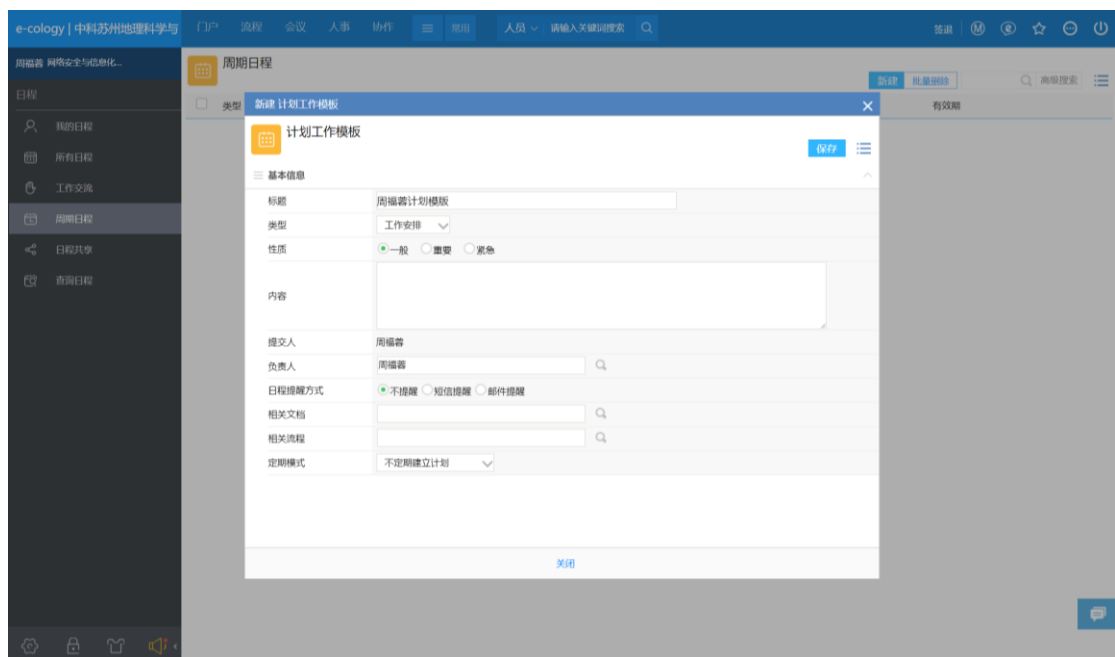 e-cology | 中科苏州地理科学与 门户 流程 会议 人事 协作 常用 人员 请输入关键词搜索 签退
周福蓉 网络安全与信息化...
周期日程
新建 批量删除 高级搜索
日程
类型 有效期
我的日程
所有日程
工作交流
周期日程
日程共享
查询日程
新建 计划工作模板
计划工作模板
保存
基本信息
标题 周福蓉计划模版
类型 工作安排
性质 一般 重要 紧急
内容
提交人 周福蓉
负责人 周福蓉
日程提醒方式 不提醒 短信提醒 邮件提醒
相关文档
相关流程
定期模式 不定期建立计划
关闭